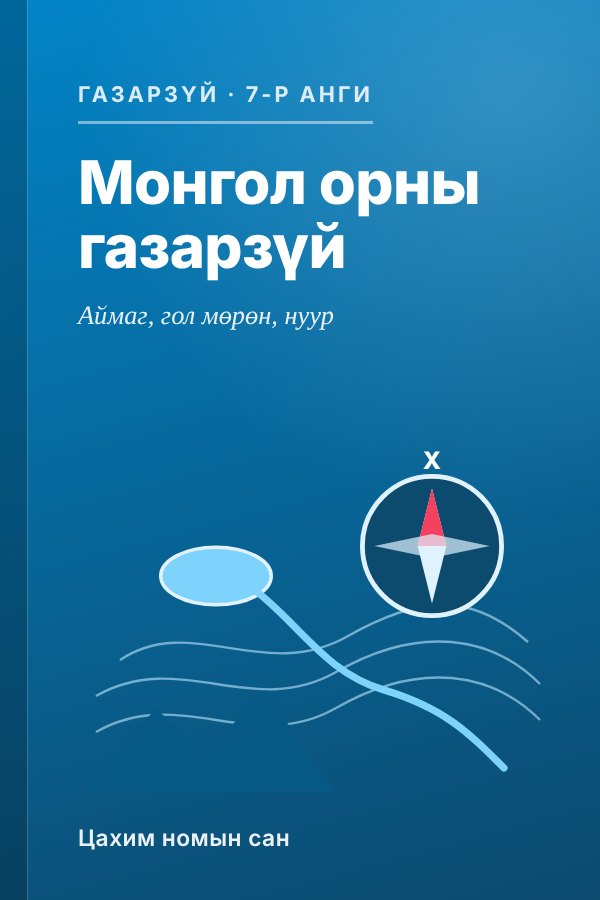 ГАЗАРЗҮЙ · 7-Р АНГИ
Монгол орны
газарзүй
Аймаг, гол мөрөн, нуур
Х
Цахим номын сан